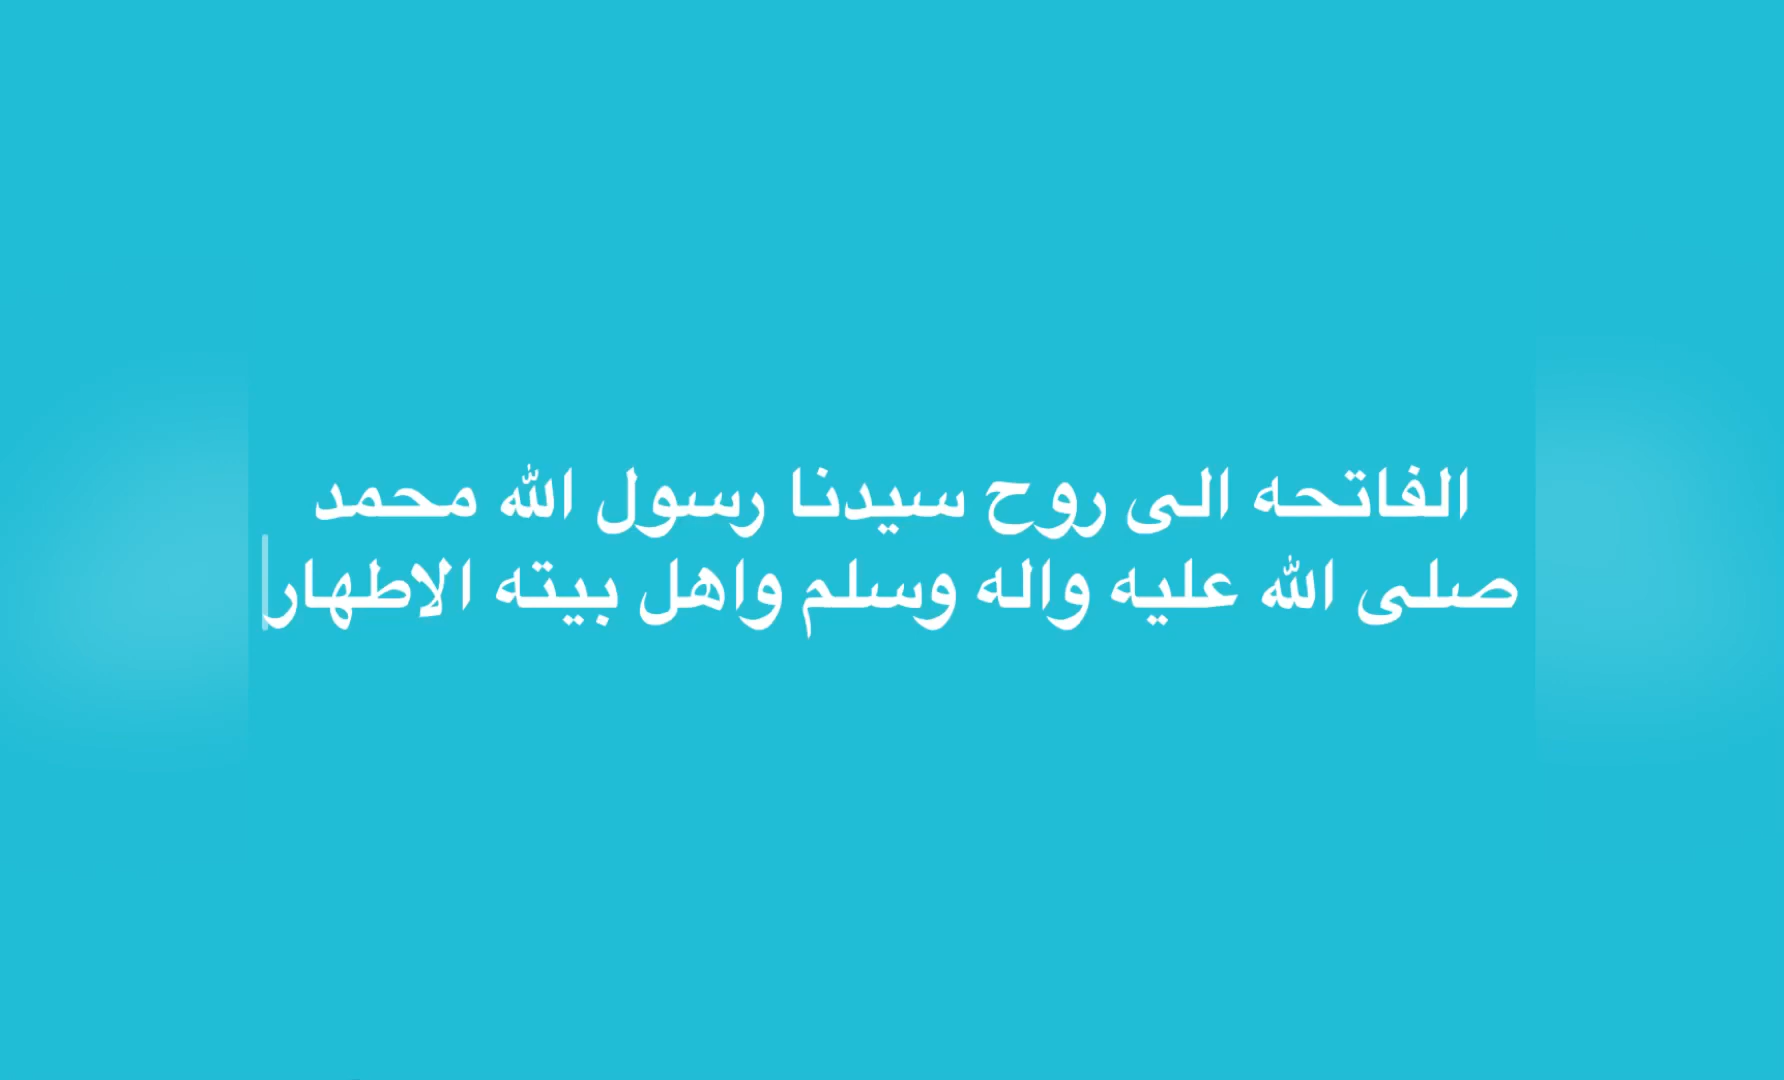 الفاتحه الى روح سيدنا رسول الله محمد
صلى الله عليه واله وسلم واهل بيته الاطهار